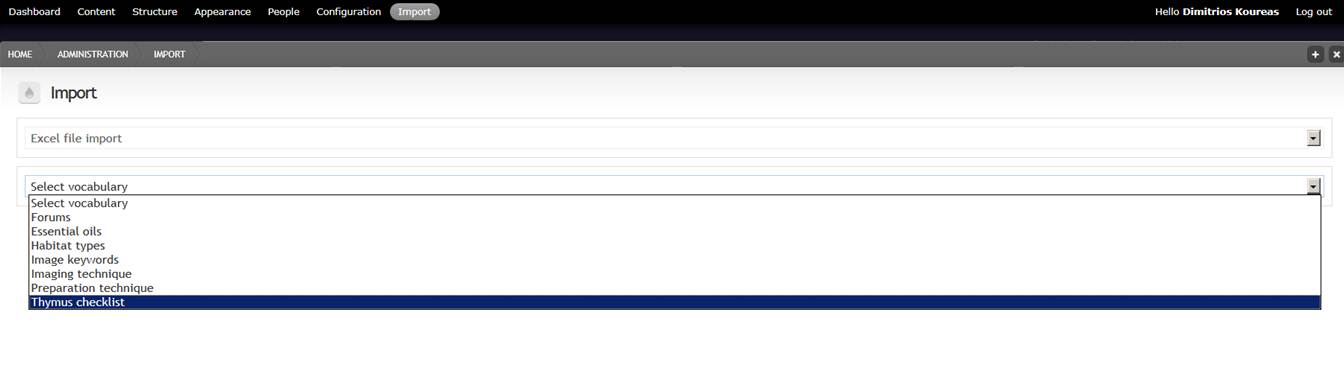 Dashboard Content Structure Appearance People Configuration Import Hello Dimitrios Koureas Log out
HOME ADMINISTRATION IMPORT
Import
Excel file import
Select vocabulary
Select vocabulary
Forums
Essential oils
Habitat types
Image keywords
Imaging technique
Preparation technique
Thymus checklist